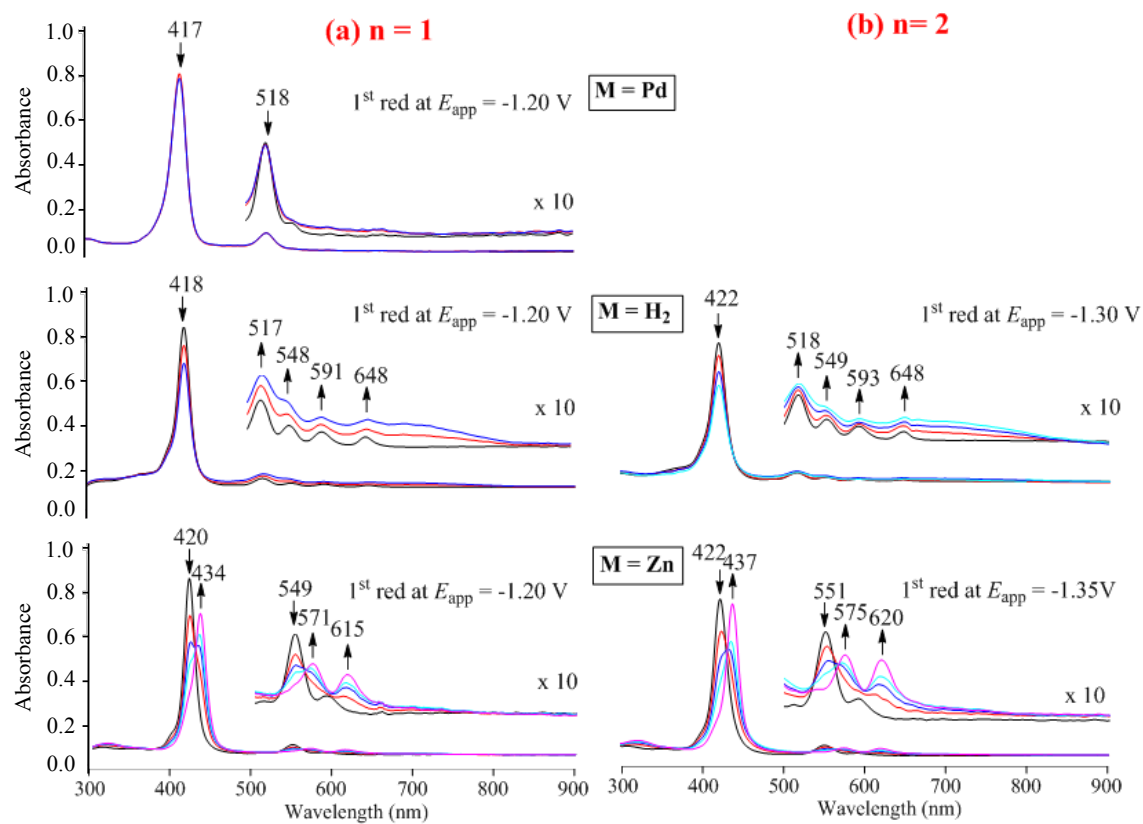 (a) n = 1
(b) n= 2
1.0
0.8
0.6
0.4
0.2
0.0
Absorbance
417
518
1st red at Eapp = -1.20 V
x 10
M = Pd
1.0
0.8
0.6
0.4
0.2
0.0
Absorbance
418
517
548
591
648
1st red at Eapp = -1.20 V
x 10
M = H2
422
518
549
593
648
1st red at Eapp = -1.30 V
x 10
1.0
0.8
0.6
0.4
0.2
0.0
Absorbance
420
434
549
571
615
1st red at Eapp = -1.20 V
x 10
M = Zn
422
437
551
575
620
1st red at Eapp = -1.35V
x 10
300 400 500 600 700 800 900
Wavelength (nm)
300 400 500 600 700 800 900
Wavelength (nm)